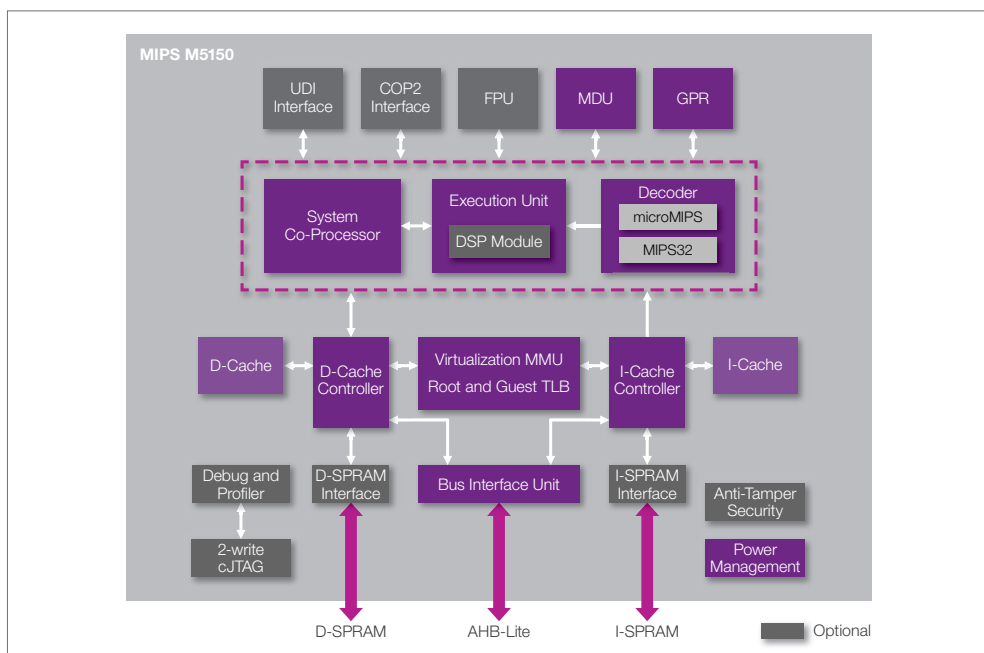 MIPS M5150
UDI
Interface
COP2
Interface
FPU
MDU
GPR
System
Co-Processor
Execution Unit
DSP Module
Decoder
microMIPS
MIPS32
D-Cache
D-Cache
Controller
Virtualization MMU
Root and Guest TLB
I-Cache
Controller
I-Cache
Debug and
Profiler
D-SPRAM
Interface
Bus Interface Unit
I-SPRAM
Interface
Anti-Tamper
Security
2-write
cJTAG
Power
Management
D-SPRAM
AHB-Lite
I-SPRAM
Optional